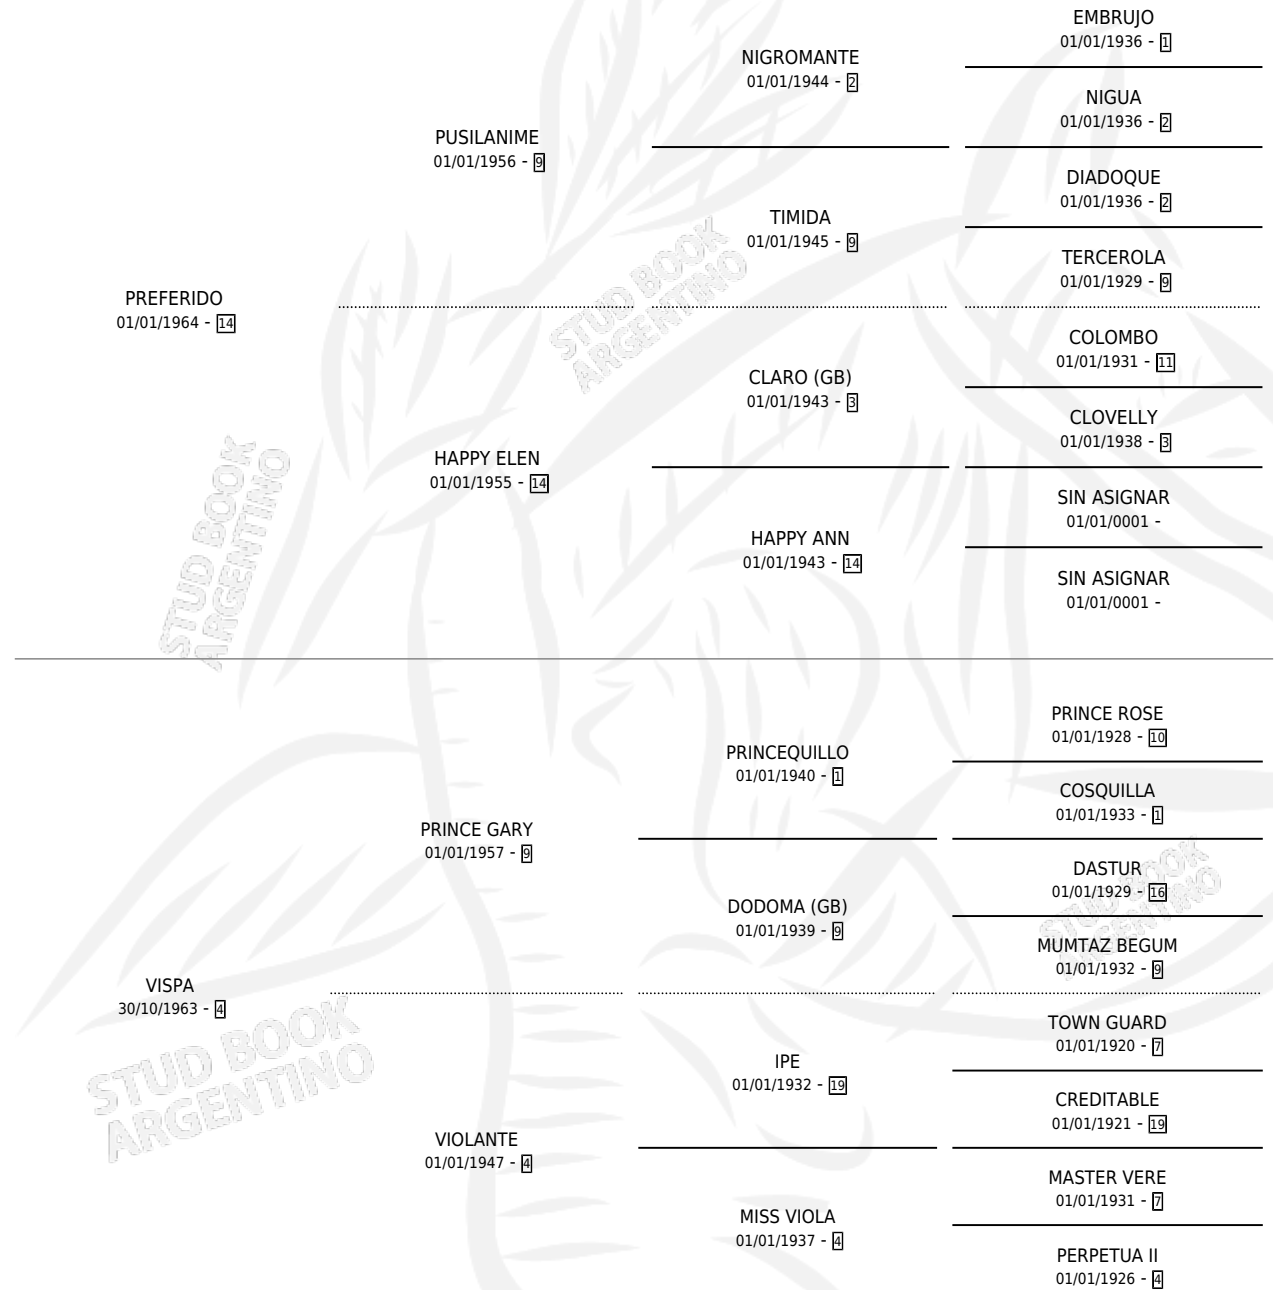 EMBRUJO
01/01/1936 - 1
NIGROMANTE
01/01/1944 - 2
NIGUA
01/01/1936 - 2
PUSILANIME
01/01/1956 - 9
DIADOQUE
01/01/1936 - 2
TIMIDA
01/01/1945 - 9
TERCEROLA
01/01/1929 - 9
PREFERIDO
01/01/1964 - 14
COLOMBO
01/01/1931 - 11
CLARO (GB)
01/01/1943 - 3
CLOVELLY
01/01/1938 - 3
HAPPY ELEN
01/01/1955 - 14
SIN ASIGNAR
01/01/0001 -
HAPPY ANN
01/01/1943 - 14
SIN ASIGNAR
01/01/0001 -
STUD BOOK
ARGENTINO
STUD BOOK
ARGENTINO
PRINCE ROSE
01/01/1928 - 10
PRINCEQUILLO
01/01/1940 - 1
COSQUILLA
01/01/1933 - 1
PRINCE GARY
01/01/1957 - 9
DASTUR
01/01/1929 - 16
DODOMA (GB)
01/01/1939 - 9
MUMTAZ BEGUM
01/01/1932 - 9
VISPA
30/10/1963 - 4
TOWN GUARD
01/01/1920 - 7
IPE
01/01/1932 - 19
CREDITABLE
01/01/1921 - 19
VIOLANTE
01/01/1947 - 4
MASTER VERE
01/01/1931 - 7
MISS VIOLA
01/01/1937 - 4
PERPETUA II
01/01/1926 - 4
STUD BOOK
ARGENTINO
STUD BOOK
ARGENTINO